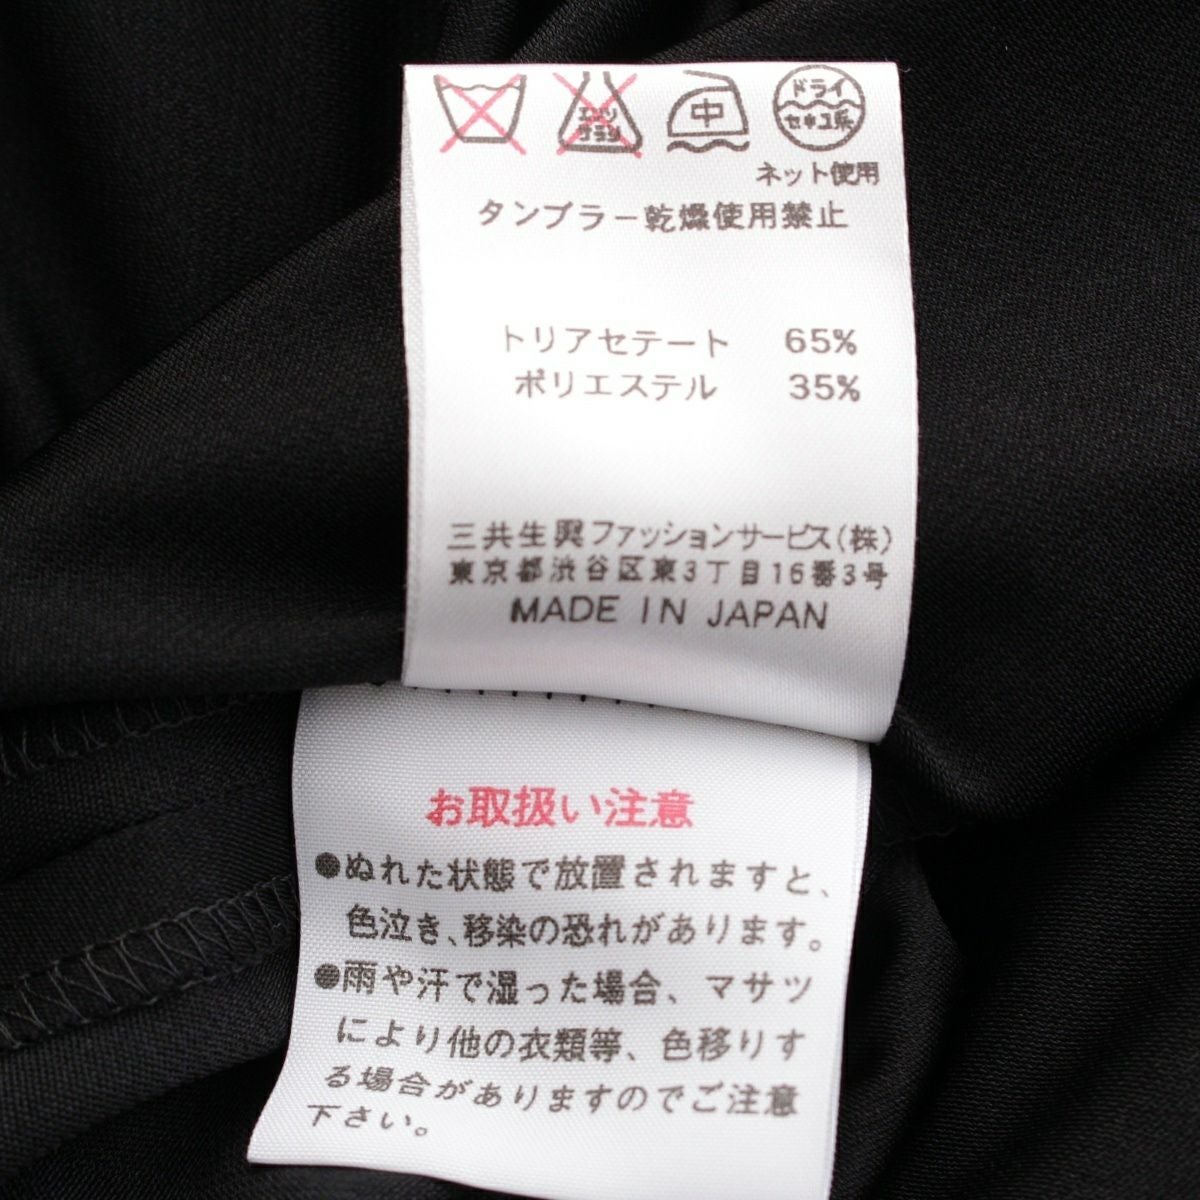 エンソ
サラシ
中
ドライ
セキユ系
ネット使用
タンブラー乾燥使用禁止
トリアセテート 65%
ポリエステル 35%
三共生興ファッションサービス(株)
東京都渋谷区東3丁目16番3号
MADE IN JAPAN
お取扱い注意
●ぬれた状態で放置されますと、
色泣き、移染の恐れがあります。
●雨や汗で湿った場合、マサツ
により他の衣類等、色移りす
る場合がありますのでご注意
下さい。